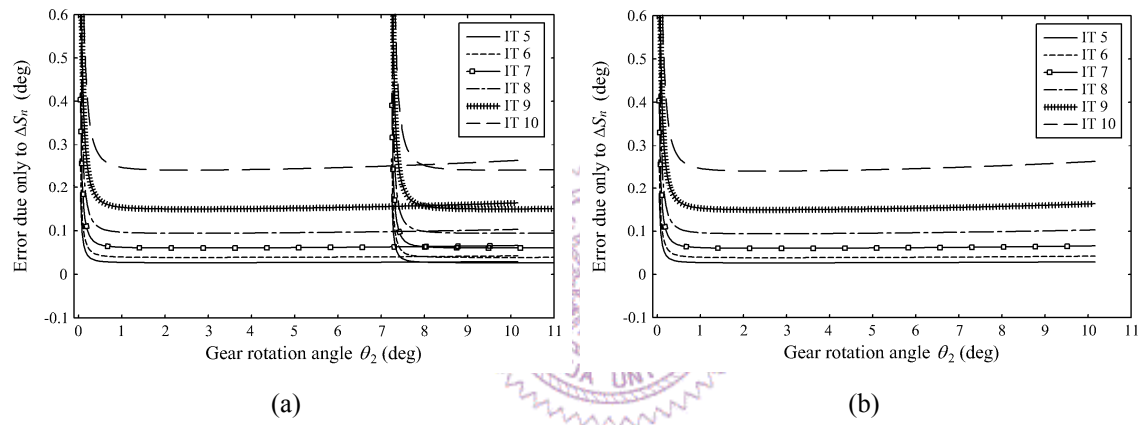 0.6
0.5
0.4
0.3
0.2
0.1
0
-0.1
Error due only to ΔSₙ (deg)
IT 5
IT 6
IT 7
IT 8
IT 9
IT 10
0 1 2 3 4 5 6 7 8 9 10 11
Gear rotation angle θ₂ (deg)
(a)
0.6
0.5
0.4
0.3
0.2
0.1
0
-0.1
Error due only to ΔSₙ (deg)
IT 5
IT 6
IT 7
IT 8
IT 9
IT 10
0 1 2 3 4 5 6 7 8 9 10 11
Gear rotation angle θ₂ (deg)
(b)